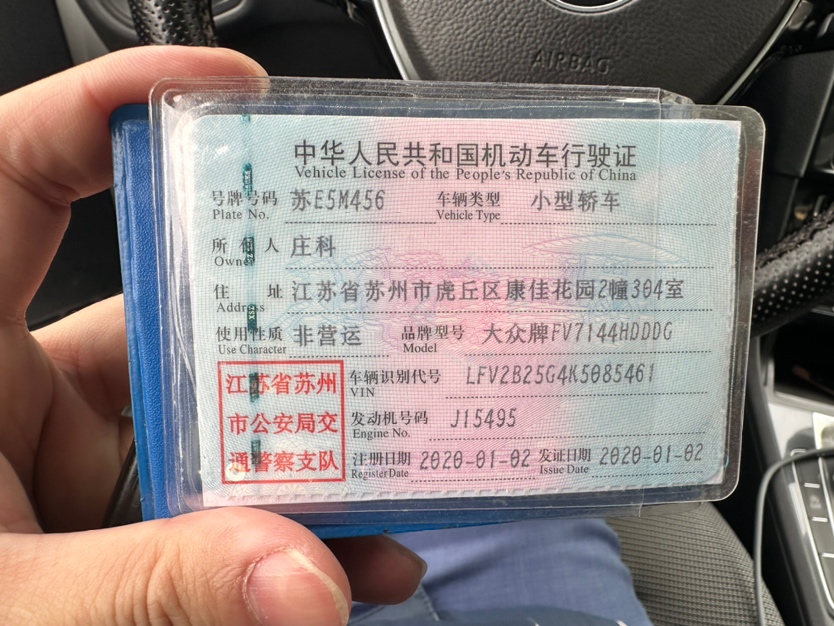 AIRBAG
中华人民共和国机动车行驶证
Vehicle License of the People's Republic of China
号牌号码 苏E5M456 车辆类型 小型轿车
Plate No. Vehicle Type
所有人 庄科
Owner
住址 江苏省苏州市虎丘区康佳花园2幢304室
Address
使用性质 非营运 品牌型号 大众牌FV7144HDDDG
Use Character Model
江苏省苏州
市公安局交
通警察支队
车辆识别代号 LFV2B25G4K5085461
VIN
发动机号码 J15495
Engine No.
注册日期 2020-01-02 发证日期 2020-01-02
Register Date Issue Date